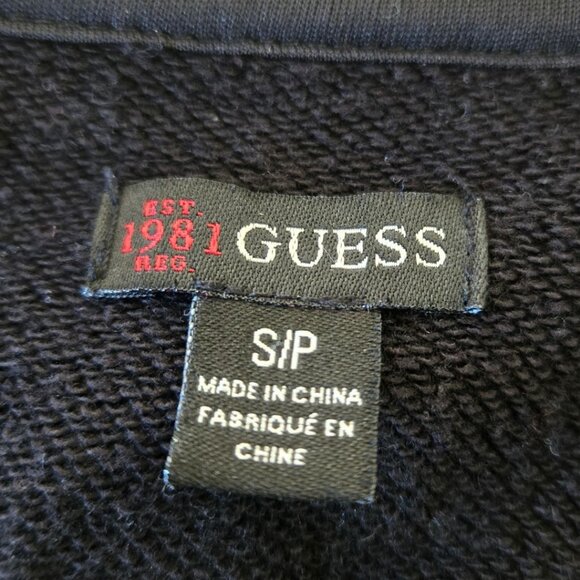 EST.
1981 GUESS
REG.
S/P
MADE IN CHINA
FABRIQUÉ EN
CHINE